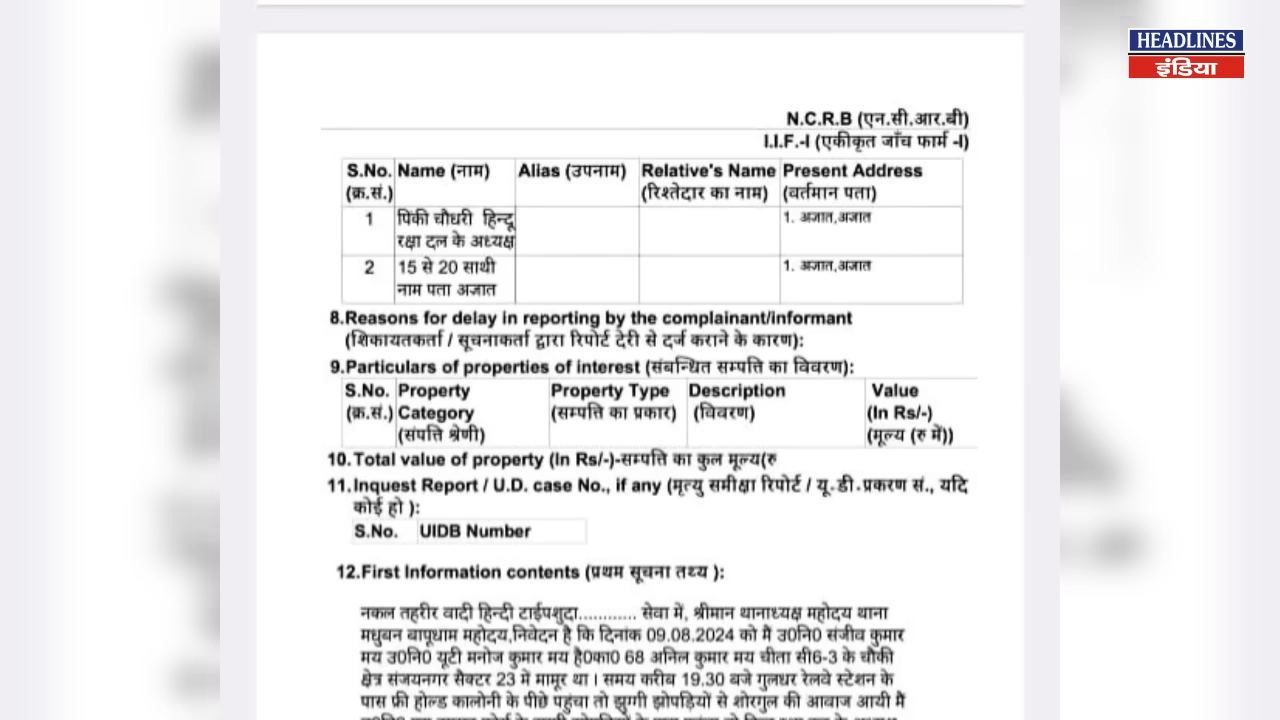 HEADLINES
इंडिया
N.C.R.B (एन.सी.आर.बी)
I.I.F.-I (एकीकृत जाँच फार्म -I)
S.No. Name (नाम) Alias (उपनाम) Relative's Name Present Address
(क्र.सं.) (रिश्तेदार का नाम) (वर्तमान पता)
1 पिंकी चौधरी हिन्दू 1. अज्ञात,अज्ञात
रक्षा दल के अध्यक्ष
2 15 से 20 साथी 1. अज्ञात,अज्ञात
नाम पता अज्ञात
8.Reasons for delay in reporting by the complainant/informant
(शिकायतकर्ता / सूचनाकर्ता द्वारा रिपोर्ट देरी से दर्ज कराने के कारण):
9.Particulars of properties of interest (संबन्धित सम्पत्ति का विवरण):
S.No. Property Property Type Description Value
(क्र.सं.) Category (सम्पत्ति का प्रकार) (विवरण) (In Rs/-)
(संपत्ति श्रेणी) (मूल्य (रु में))
10.Total value of property (In Rs/-)-सम्पत्ति का कुल मूल्य(रु
11.Inquest Report / U.D. case No., if any (मृत्यु समीक्षा रिपोर्ट / यू.डी.प्रकरण सं., यदि
कोई हो ):
S.No. UIDB Number
12.First Information contents (प्रथम सूचना तथ्य ):
नकल तहरीर वादी हिन्दी टाईपशुदा............ सेवा में, श्रीमान थानाध्यक्ष महोदय थाना
मधुबन बापूधाम महोदय,निवेदन है कि दिनांक 09.08.2024 को मैं उ0नि0 संजीव कुमार
मय उ0नि0 यूटी मनोज कुमार मय है0का0 68 अनिल कुमार मय चीता सी6-3 के चौकी
क्षेत्र संजयनगर सैक्टर 23 में मामूर था । समय करीब 19.30 बजे गुलधर रेलवे स्टेशन के
पास फ्री होल्ड कालोनी के पीछे पहुंचा तो झुग्गी झोपड़ियों से शोरगुल की आवाज आयी मैं